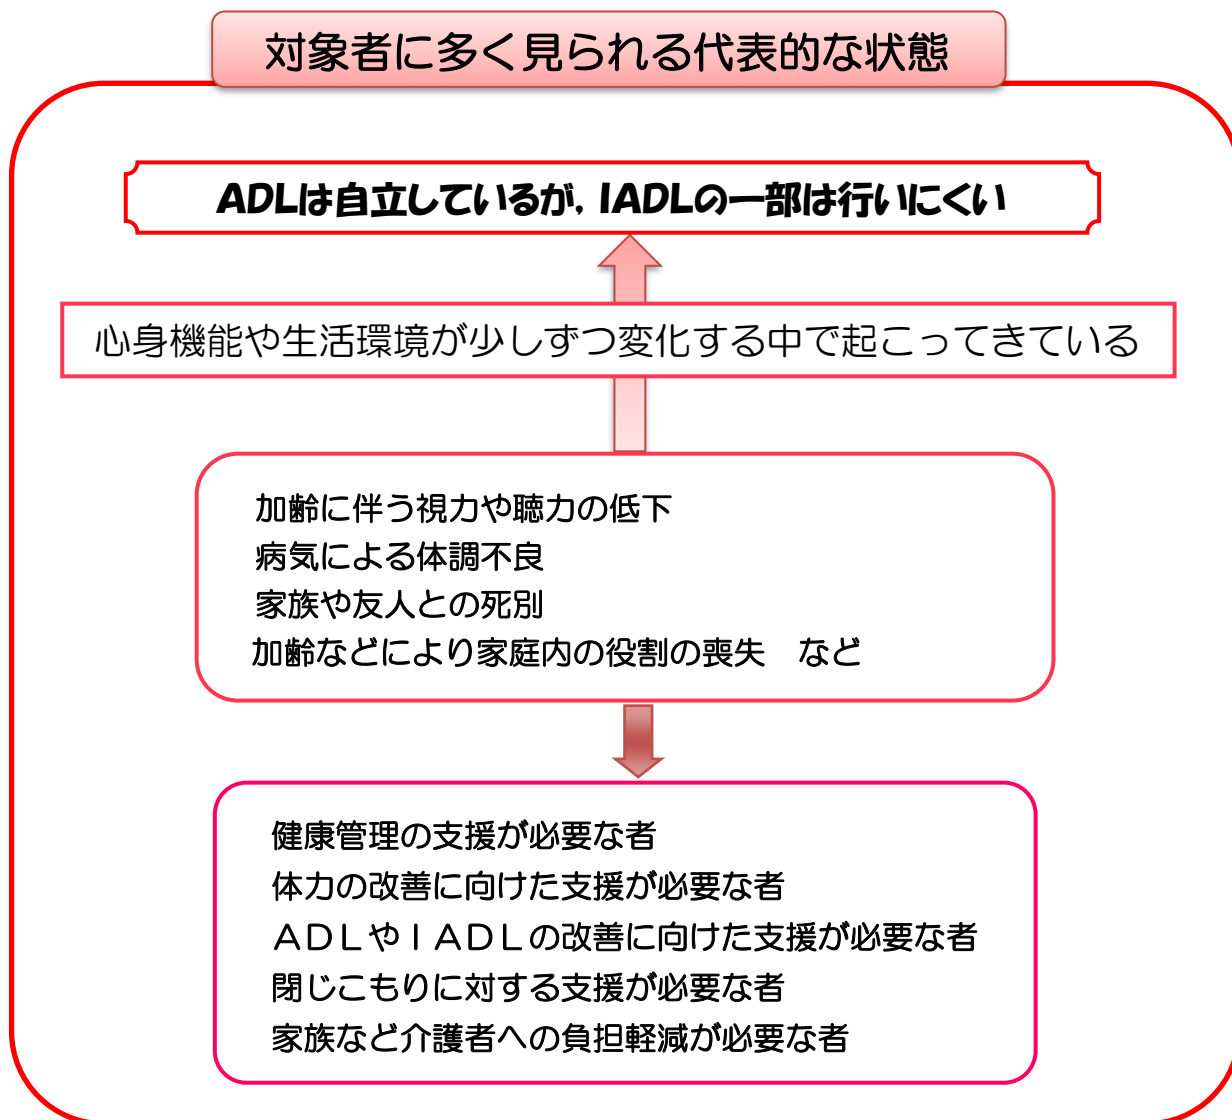 対象者に多く見られる代表的な状態
ADLは自立しているが，IADLの一部は行いにくい
心身機能や生活環境が少しずつ変化する中で起こってきている
加齢に伴う視力や聴力の低下
病気による体調不良
家族や友人との死別
加齢などにより家庭内の役割の喪失　など
健康管理の支援が必要な者
体力の改善に向けた支援が必要な者
ＡＤＬやＩＡＤＬの改善に向けた支援が必要な者
閉じこもりに対する支援が必要な者
家族など介護者への負担軽減が必要な者